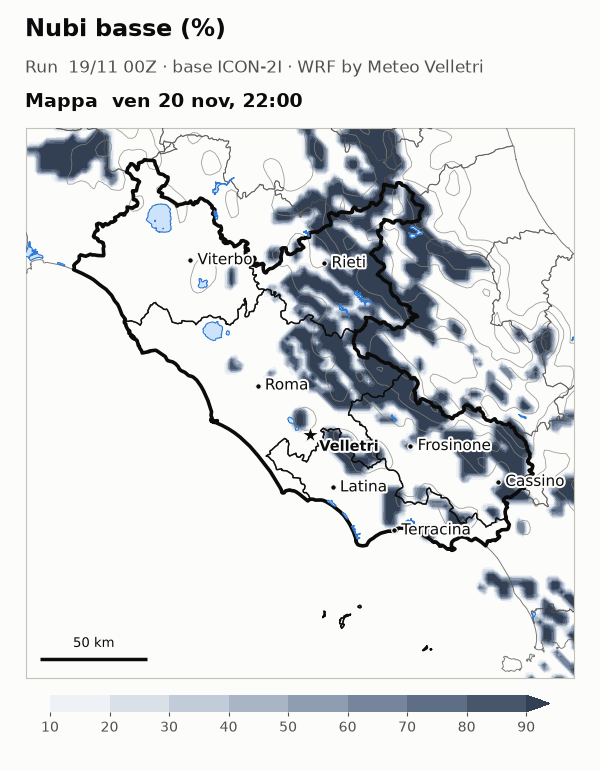 Nubi basse (%)
Run  19/11 00Z · base ICON-2I · WRF by Meteo Velletri
Mappa  ven 20 nov, 22:00
Viterbo
Rieti
Roma
Velletri
Frosinone
Latina
Cassino
Terracina
50 km
10 20 30 40 50 60 70 80 90